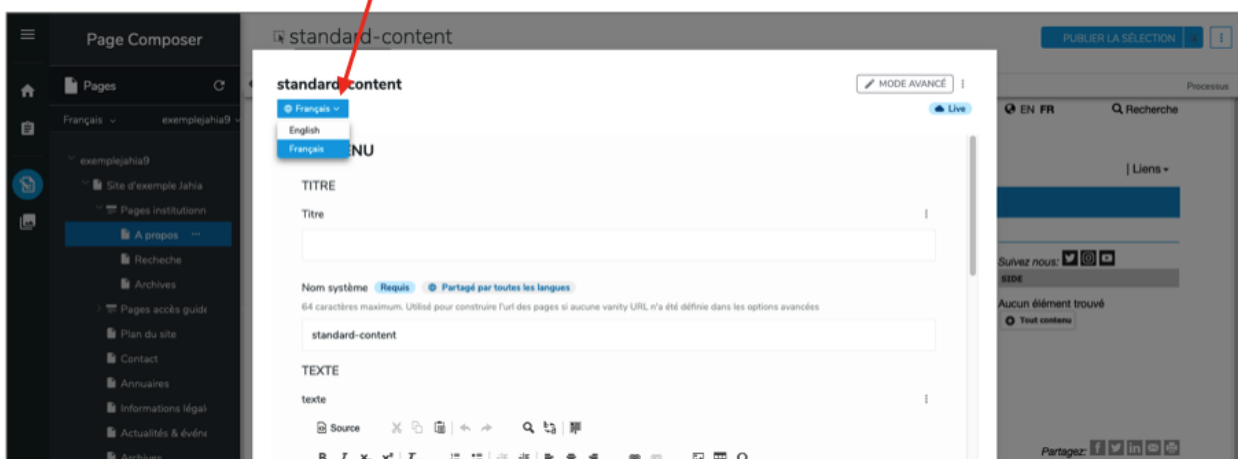 Page Composer
standard-content
PUBLIER LA SÉLECTION
Pages
standard-content
MODE AVANCÉ
Processus
Français
exemplejahia9
Français
Live
EN FR
Recherche
English
Français
NU
exemplejahia9
Site d'exemple Jahia
| Liens
TITRE
Pages institutionn
Titre
A propos
Recheche
Suivez nous:
SIDE
Archives
Nom système Requis Partagé par toutes les langues
Aucun élément trouvé
64 caractères maximum. Utilisé pour construire l'url des pages si aucune vanity URL n'a été définie dans les options avancées
Pages accès guidé
Tout contenu
Plan du site
standard-content
Contact
TEXTE
Annuaires
texte
Informations légal
Source
Actualités & événe
Partagez:
Archives